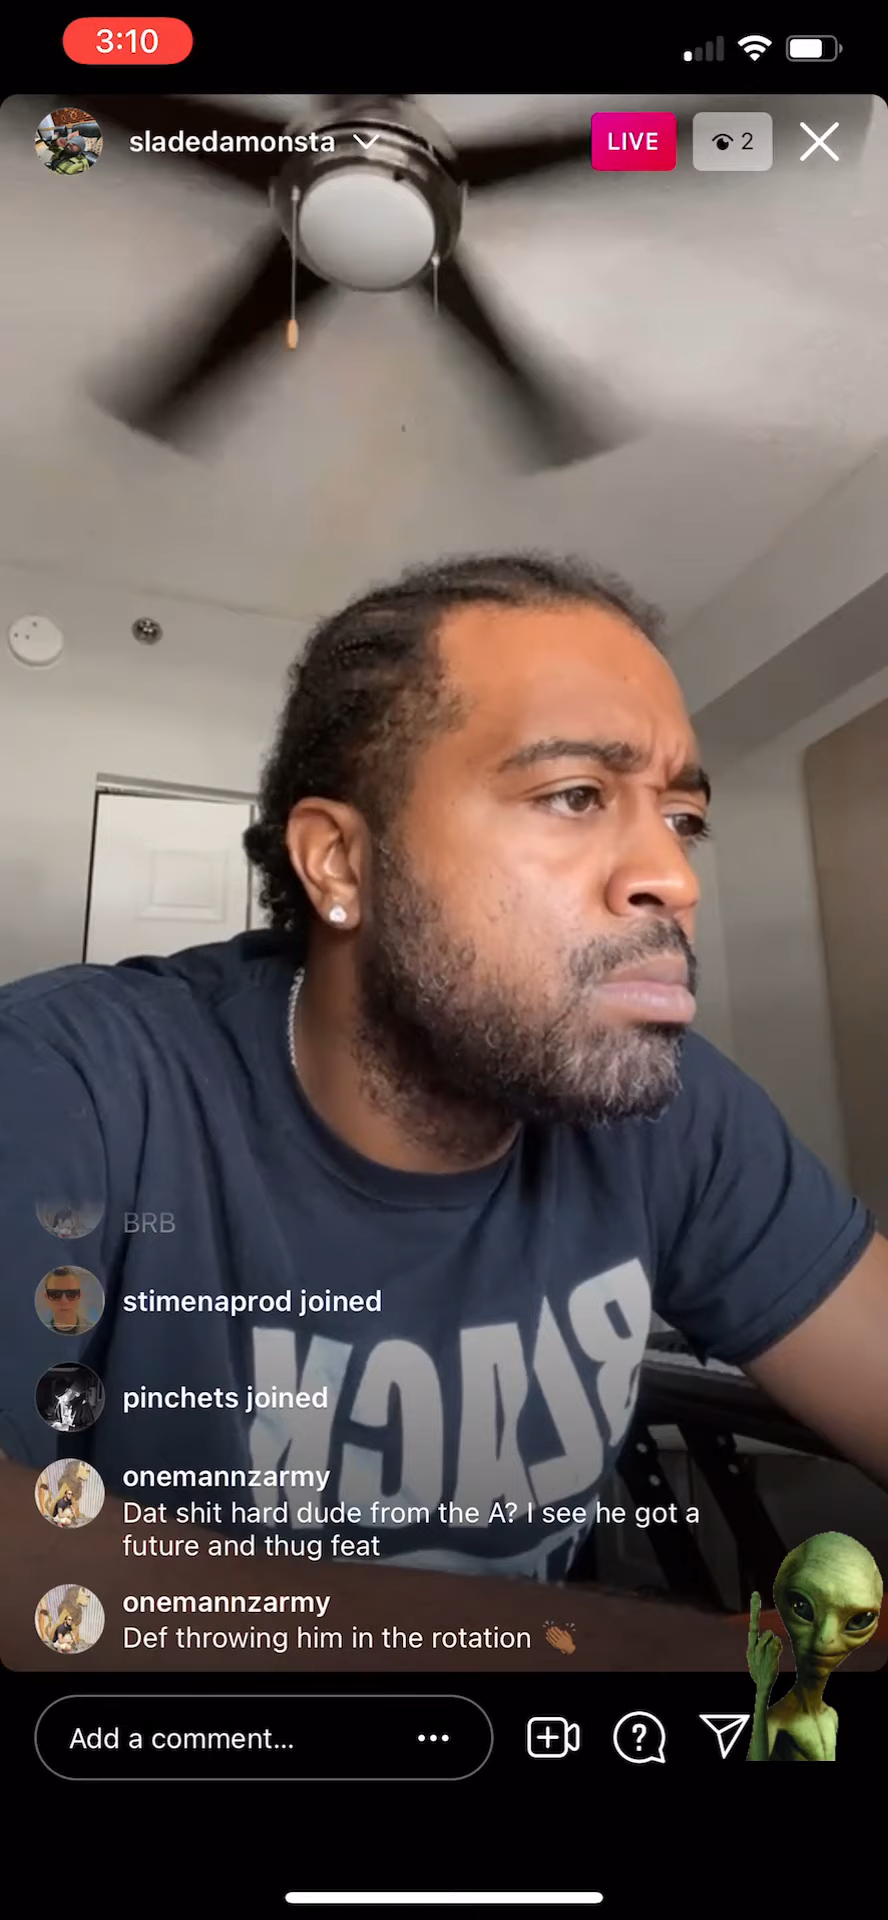 3:10
sladedamonsta
LIVE
2
BRB
stimenaprod joined
pinchets joined
BLACK
onemannzarmy
Dat shit hard dude from the A? I see he got a
future and thug feat
onemannzarmy
Def throwing him in the rotation 👏🏾
Add a comment...